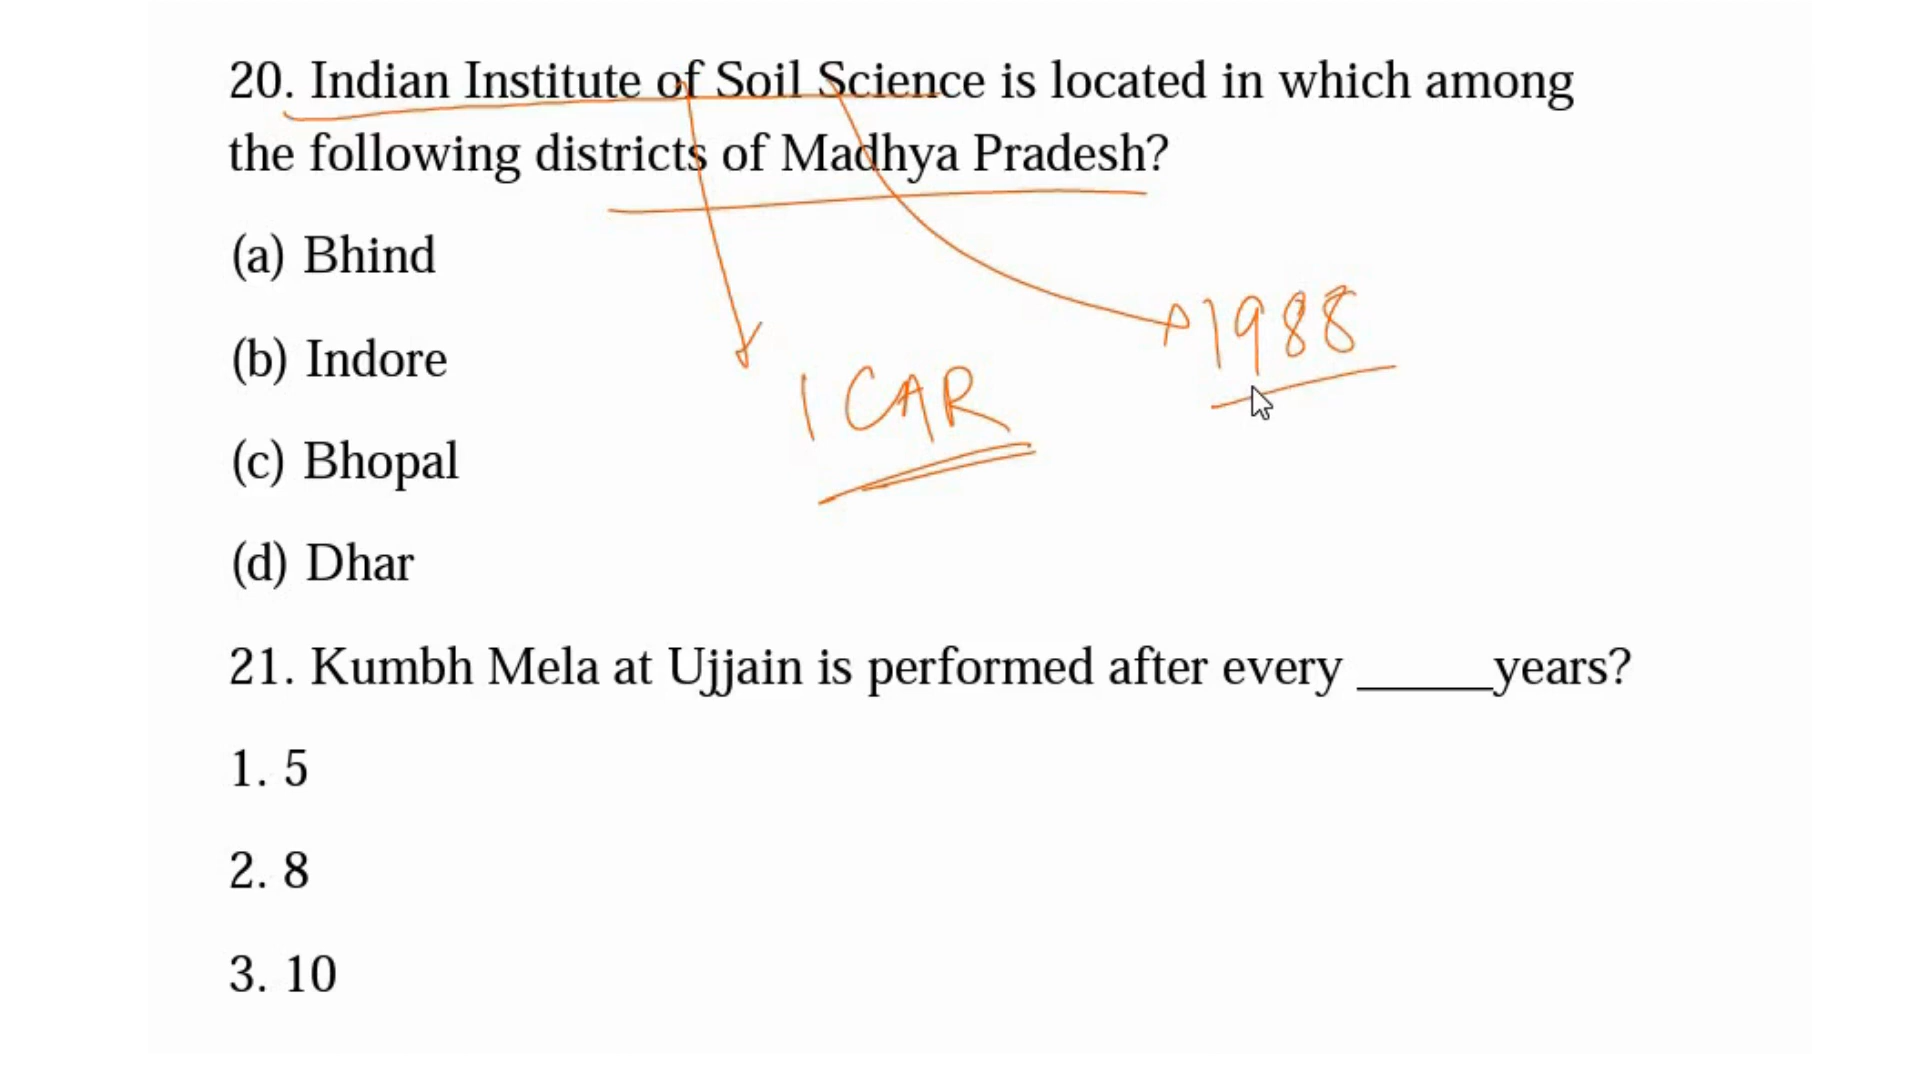 20. Indian Institute of Soil Science is located in which among
the following districts of Madhya Pradesh?
(a) Bhind
1988
(b) Indore
ICAR
(c) Bhopal
(d) Dhar
21. Kumbh Mela at Ujjain is performed after every _____years?
1. 5
2. 8
3. 10